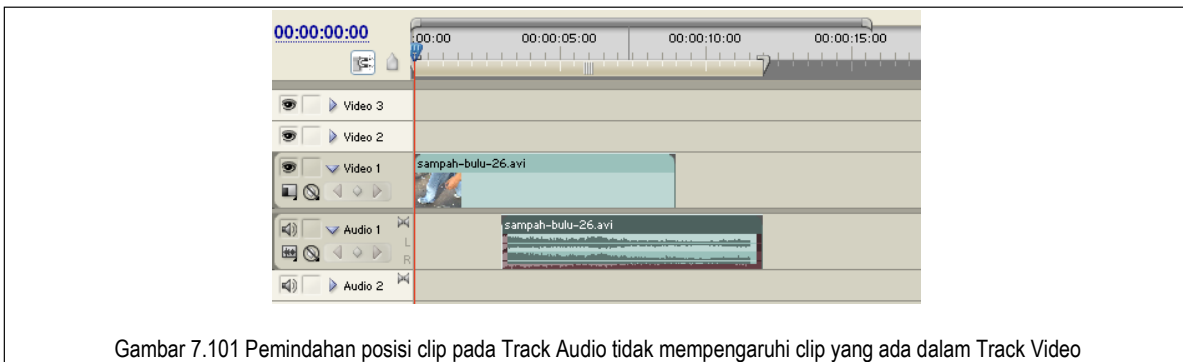 00:00:00:00
:00:00 00:00:05:00 00:00:10:00 00:00:15:00
Video 3
Video 2
Video 1
sampah-bulu-26.avi
Audio 1
L
R
sampah-bulu-26.avi
Audio 2
Gambar 7.101 Pemindahan posisi clip pada Track Audio tidak mempengaruhi clip yang ada dalam Track Video